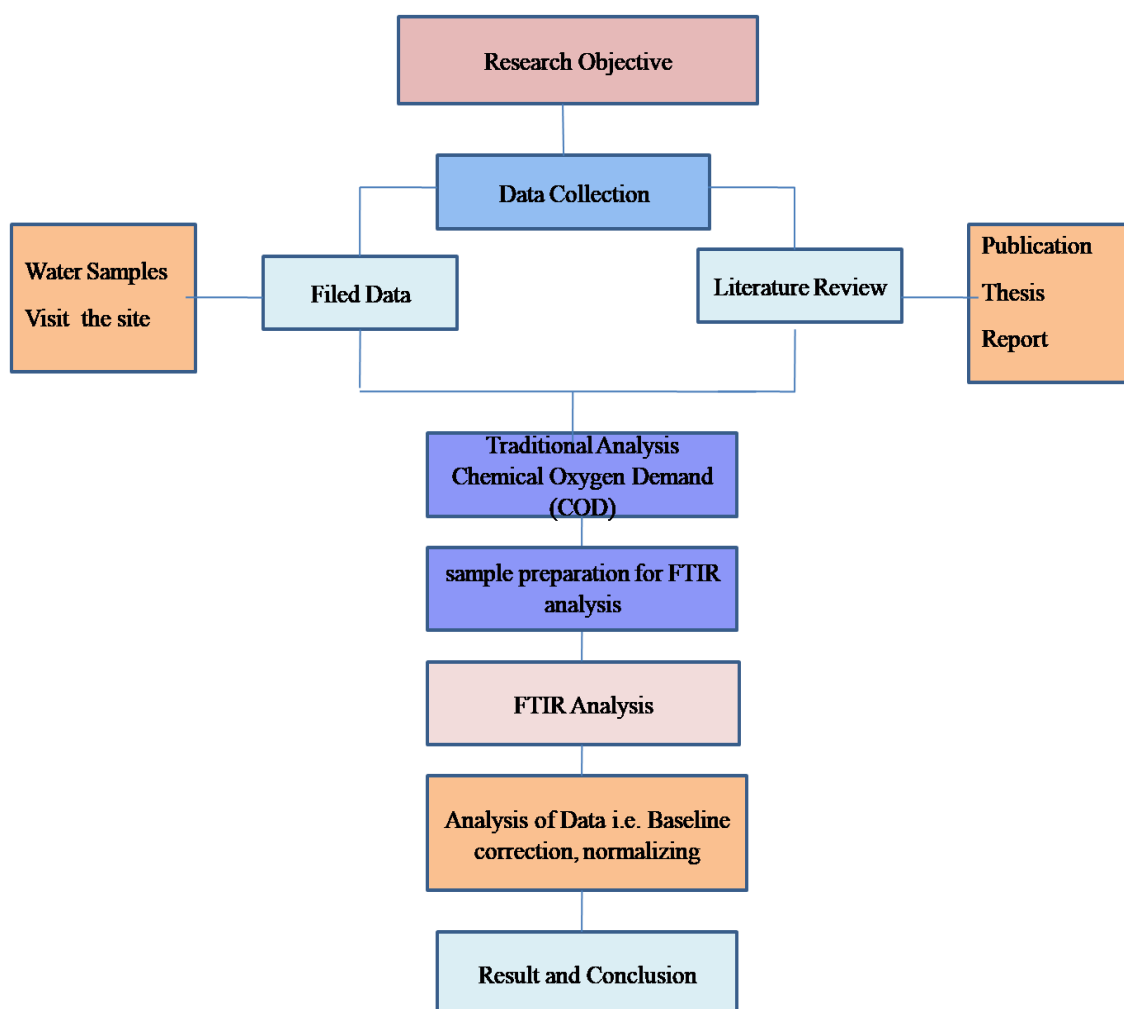 Research Objective
Data Collection
Water Samples
Visit the site
Filed Data
Literature Review
Publication
Thesis
Report
Traditional Analysis
Chemical Oxygen Demand
(COD)
sample preparation for FTIR
analysis
FTIR Analysis
Analysis of Data i.e. Baseline
correction, normalizing
Result and Conclusion